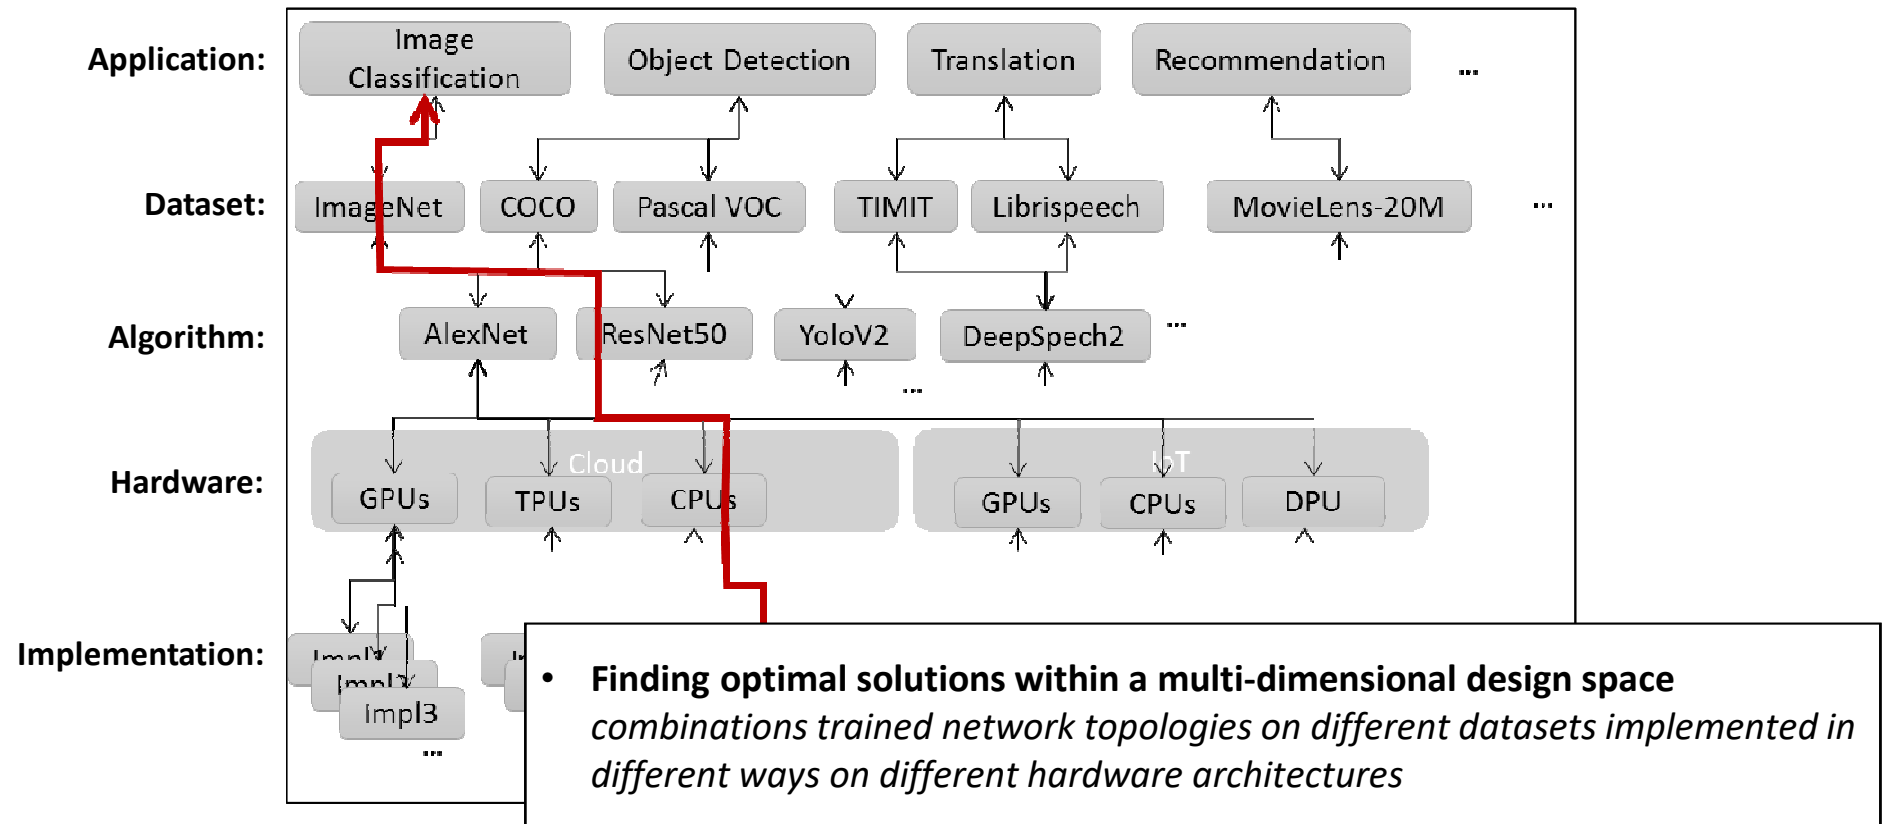 Application:
Image
Classification
Object Detection
Translation
Recommendation
...
Dataset:
ImageNet
COCO
Pascal VOC
TIMIT
Librispeech
MovieLens-20M
...
Algorithm:
AlexNet
ResNet50
YoloV2
DeepSpech2
...
...
Hardware:
Cloud
GPUs
TPUs
CPUs
IoT
GPUs
CPUs
DPU
Implementation:
Impl3
...
• Finding optimal solutions within a multi-dimensional design space
combinations trained network topologies on different datasets implemented in
different ways on different hardware architectures